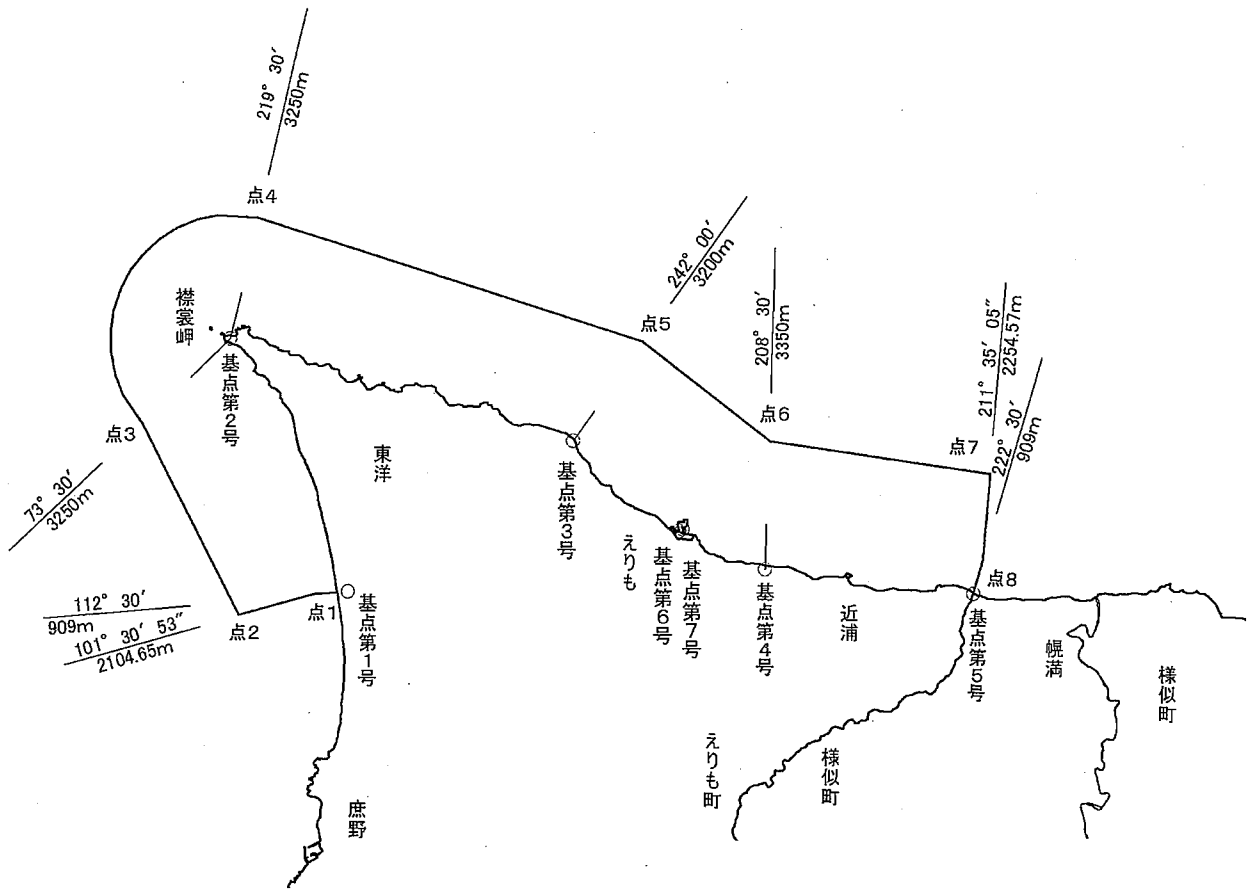 219° 30′
3250m
点4
242° 00′
3200m
点5
208° 30′
3350m
点6
211° 35′ 05″
2254.57m
222° 30′
909m
点7
襟裳岬
基点第2号
点3
73° 30′
3250m
東洋
基点第3号
えりも
基点第6号
基点第7号
基点第4号
近浦
点8
基点第5号
幌満
様似町
112° 30′
909m
101° 30′ 53″
2104.65m
点2
点1
基点第1号
えりも町
様似町
庶野